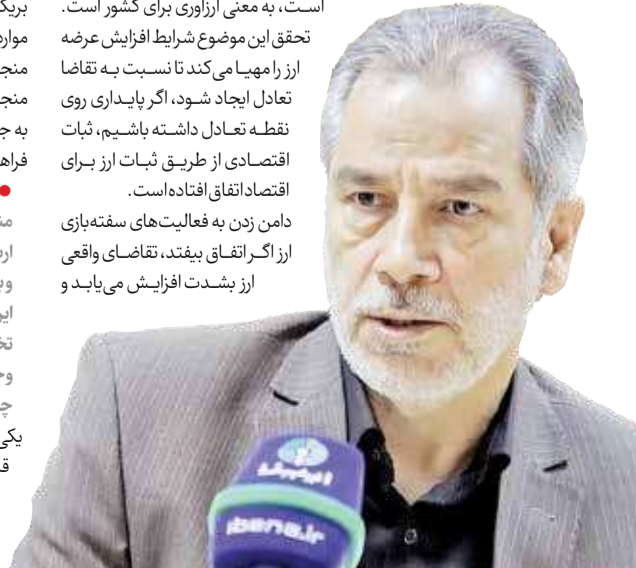 است، به معنی ارزآوری برای کشور است.
تحقق این موضوع شرایط افزایش عرضه
ارز را مهیا می‌کند تا نسبت به تقاضا
تعادل ایجاد شود، اگر پایداری روی
نقطه تعادل داشته باشیم، ثبات
اقتصادی از طریق ثبات ارز برای
اقتصاد اتفاق افتاده است.
دامن زدن به فعالیت‌های سفته‌بازی
ارز اگر اتفاق بیفتد، تقاضای واقعی
ارز بشدت افزایش می‌یابد و
موارد
به ج
یکی
ibena.ir